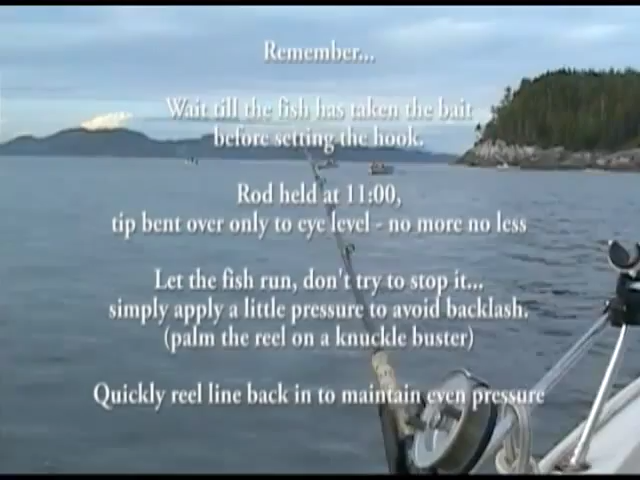 Remember...
Wait till the fish has taken the bait
before setting the hook.
Rod held at 11:00,
tip bent over only to eye level - no more no less
Let the fish run, don't try to stop it...
simply apply a little pressure to avoid backlash.
(palm the reel on a knuckle buster)
Quickly reel line back in to maintain even pressure